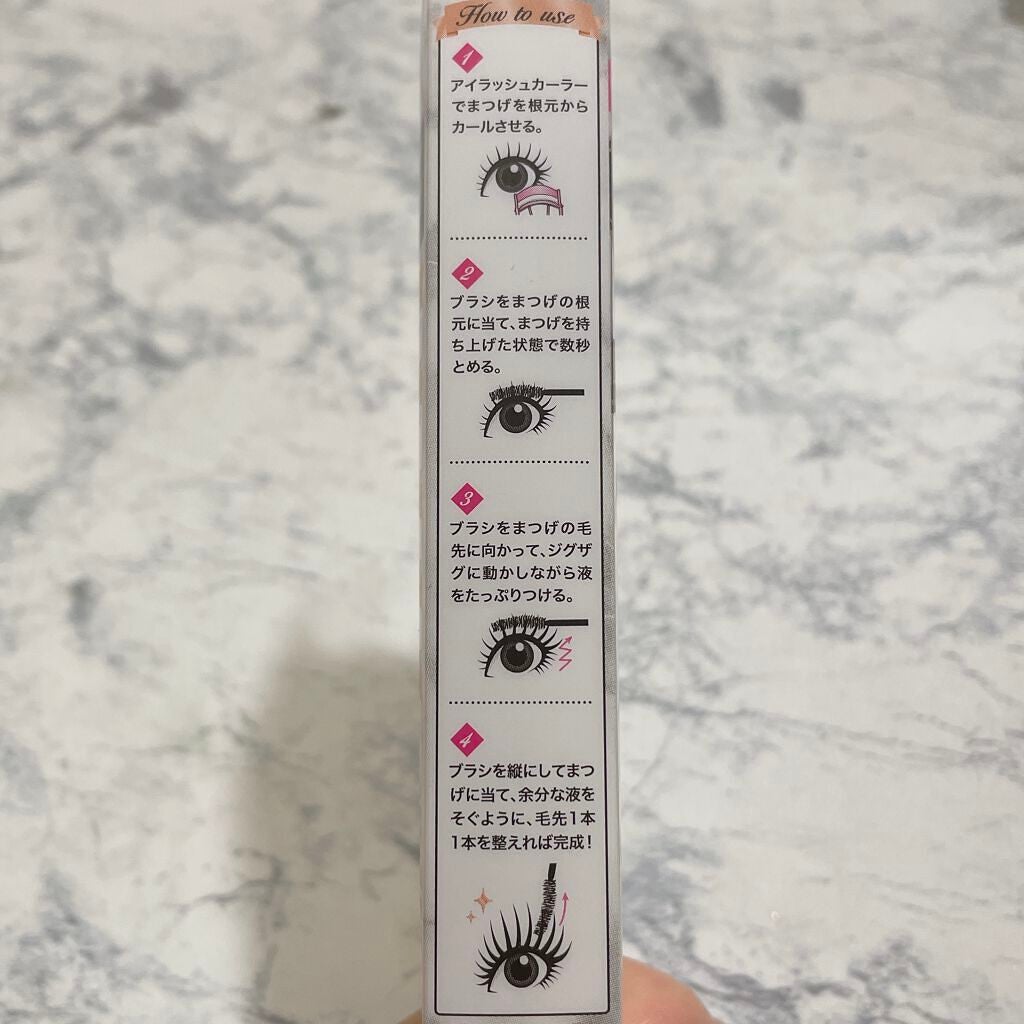 How to use
1
アイラッシュカーラー
でまつげを根元から
カールさせる。
2
ブラシをまつげの根
元に当て、まつげを持
ち上げた状態で数秒
とめる。
3
ブラシをまつげの毛
先に向かって、ジグザ
グに動かしながら液
をたっぷりつける。
4
ブラシを縦にしてまつ
げに当て、余分な液を
そぐように、毛先1本
1本を整えれば完成!